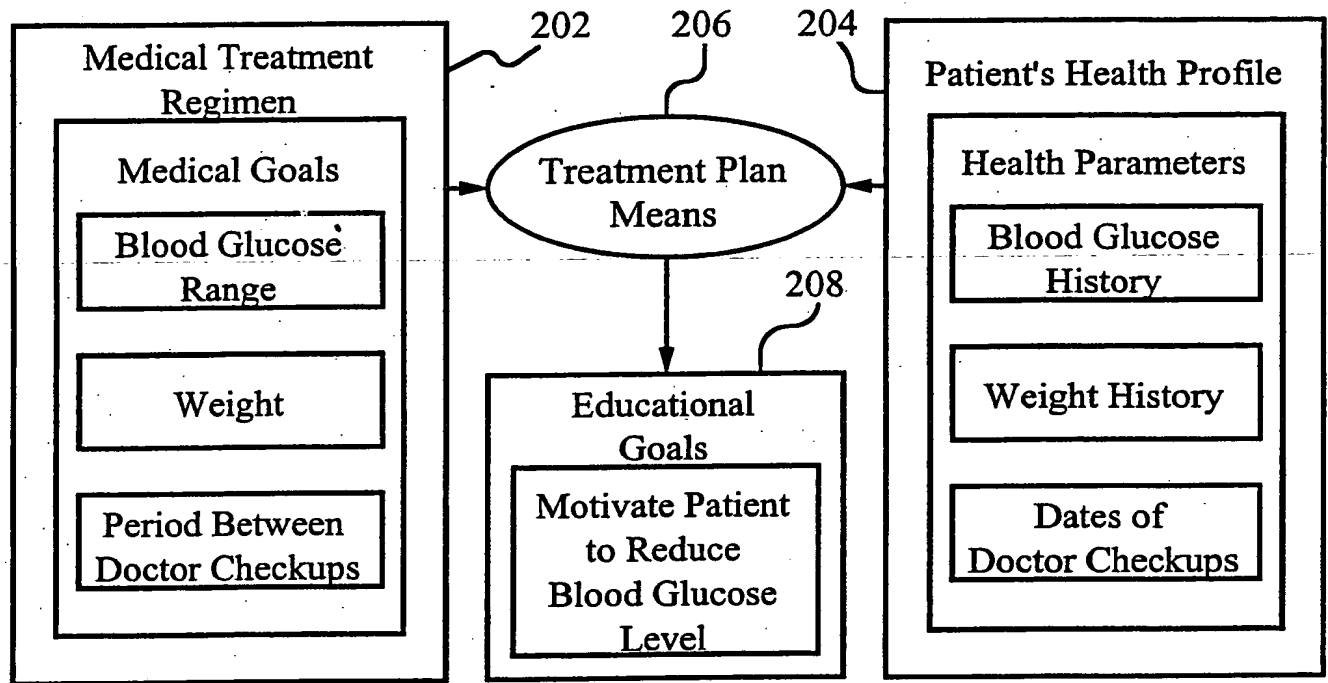 202
206
204
Medical Treatment
Regimen
Medical Goals
Blood Glucose
Range
Weight
Period Between
Doctor Checkups
Treatment Plan
Means
208
Educational
Goals
Motivate Patient
to Reduce
Blood Glucose
Level
Patient's Health Profile
Health Parameters
Blood Glucose
History
Weight History
Dates of
Doctor Checkups